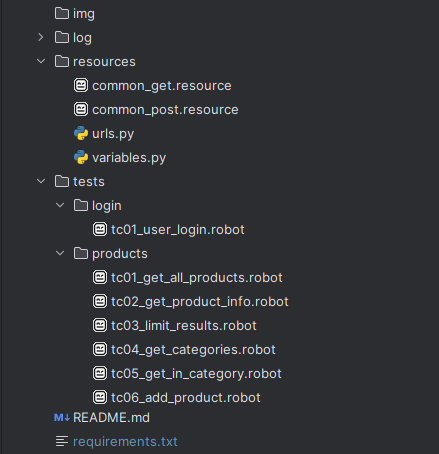 img
log
resources
common_get.resource
common_post.resource
urls.py
variables.py
tests
login
tc01_user_login.robot
products
tc01_get_all_products.robot
tc02_get_product_info.robot
tc03_limit_results.robot
tc04_get_categories.robot
tc05_get_in_category.robot
tc06_add_product.robot
M↓ README.md
requirements.txt